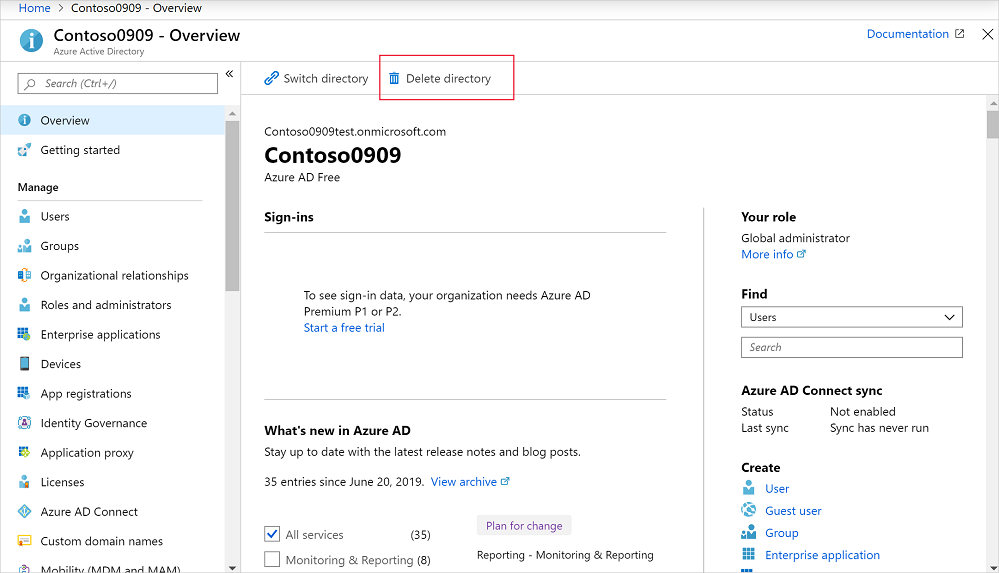 Home > Contoso0909 - Overview
Contoso0909 - Overview
Azure Active Directory
Documentation
Search (Ctrl+/)
«
Overview
Getting started
Manage
Users
Groups
Organizational relationships
Roles and administrators
Enterprise applications
Devices
App registrations
Identity Governance
Application proxy
Licenses
Azure AD Connect
Custom domain names
Mobility (MDM and MAM)
Switch directory
Delete directory
Contoso0909test.onmicrosoft.com
Contoso0909
Azure AD Free
Sign-ins
To see sign-in data, your organization needs Azure AD
Premium P1 or P2.
Start a free trial
What's new in Azure AD
Stay up to date with the latest release notes and blog posts.
35 entries since June 20, 2019. View archive
All services (35)
Monitoring & Reporting (8)
Plan for change
Reporting - Monitoring & Reporting
Your role
Global administrator
More info
Find
Users
Search
Azure AD Connect sync
Status Not enabled
Last sync Sync has never run
Create
User
Guest user
Group
Enterprise application